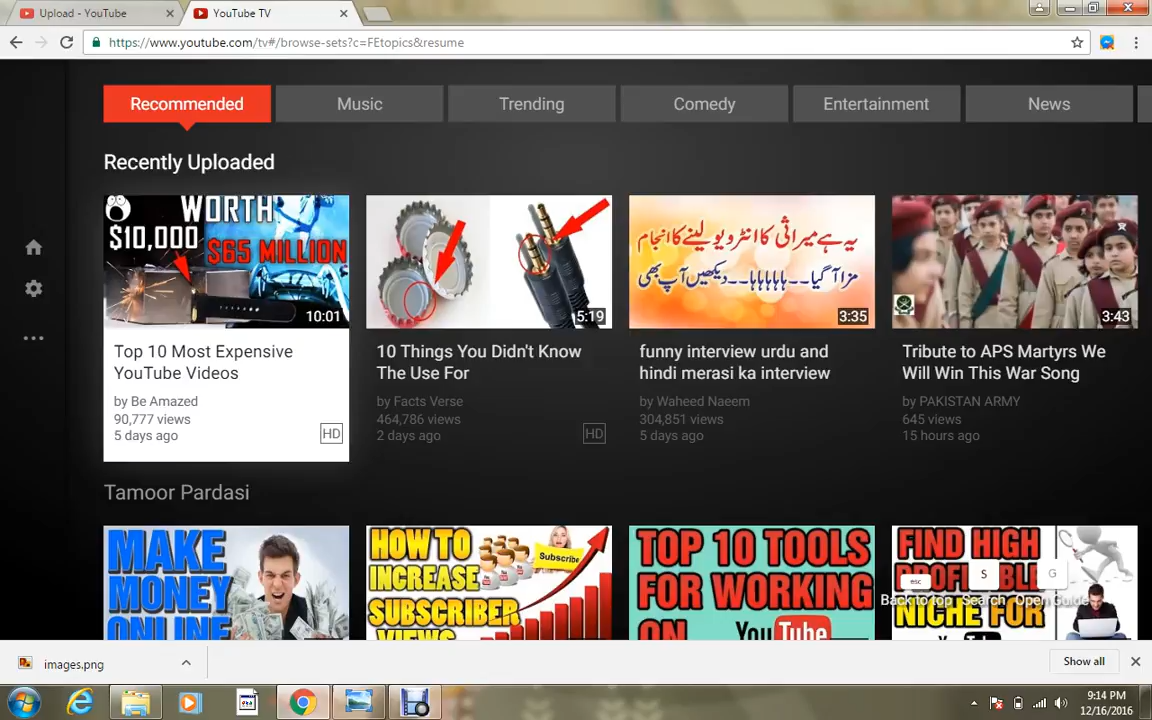 Upload - YouTube
YouTube TV
https://www.youtube.com/tv#/browse-sets?c=FEtopics&resume
Recommended
Music
Trending
Comedy
Entertainment
News
Recently Uploaded
WORTH
$10,000
$65 MILLION
10:01
5:19
یہ ہے میراثی کا انٹرویو لینے کا انجام
مزا آگیا۔۔ہاہاہاہاہا۔۔دیکھیں آپ بھی
3:35
3:43
Top 10 Most Expensive
YouTube Videos
by Be Amazed
90,777 views
5 days ago
HD
10 Things You Didn't Know
The Use For
by Facts Verse
464,786 views
2 days ago
HD
funny interview urdu and
hindi merasi ka interview
by Waheed Naeem
304,851 views
5 days ago
Tribute to APS Martyrs We
Will Win This War Song
by PAKISTAN ARMY
645 views
15 hours ago
Tamoor Pardasi
MAKE
MONEY
ONLINE
HOW TO
INCREASE
SUBSCRIBER
VIEWS
Subscribe
TOP 10 TOOLS
FOR WORKING
ON YouTube
FIND HIGH
PROFITABLE
NICHE FOR
esc
S
G
Back to top
Search
Open Guide
images.png
Show all
9:14 PM
12/16/2016